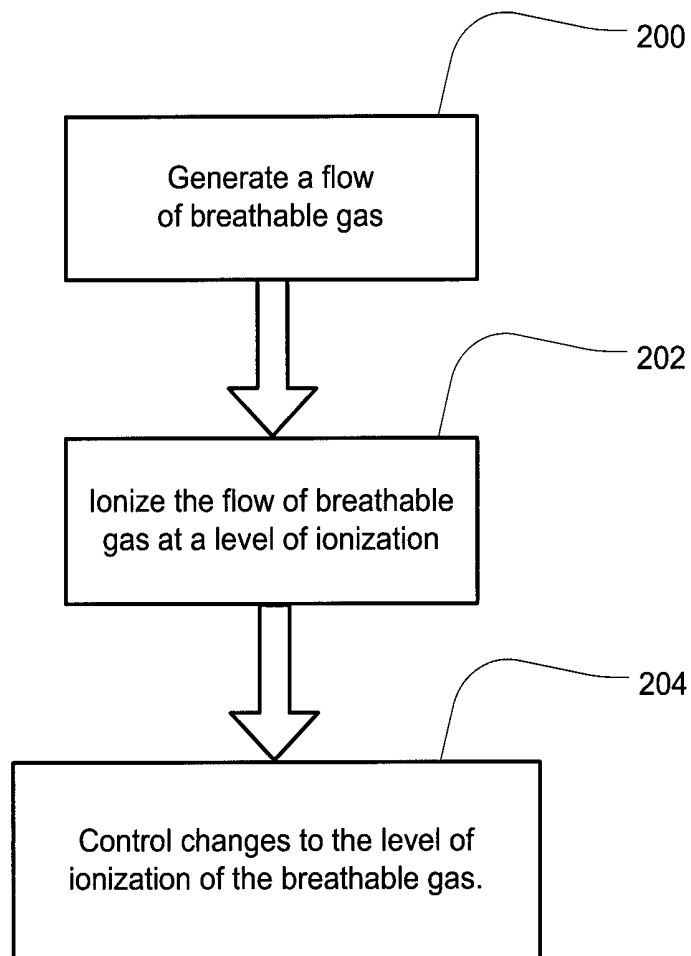 200
Generate a flow
of breathable gas
202
Ionize the flow of breathable
gas at a level of ionization
204
Control changes to the level of
ionization of the breathable gas.